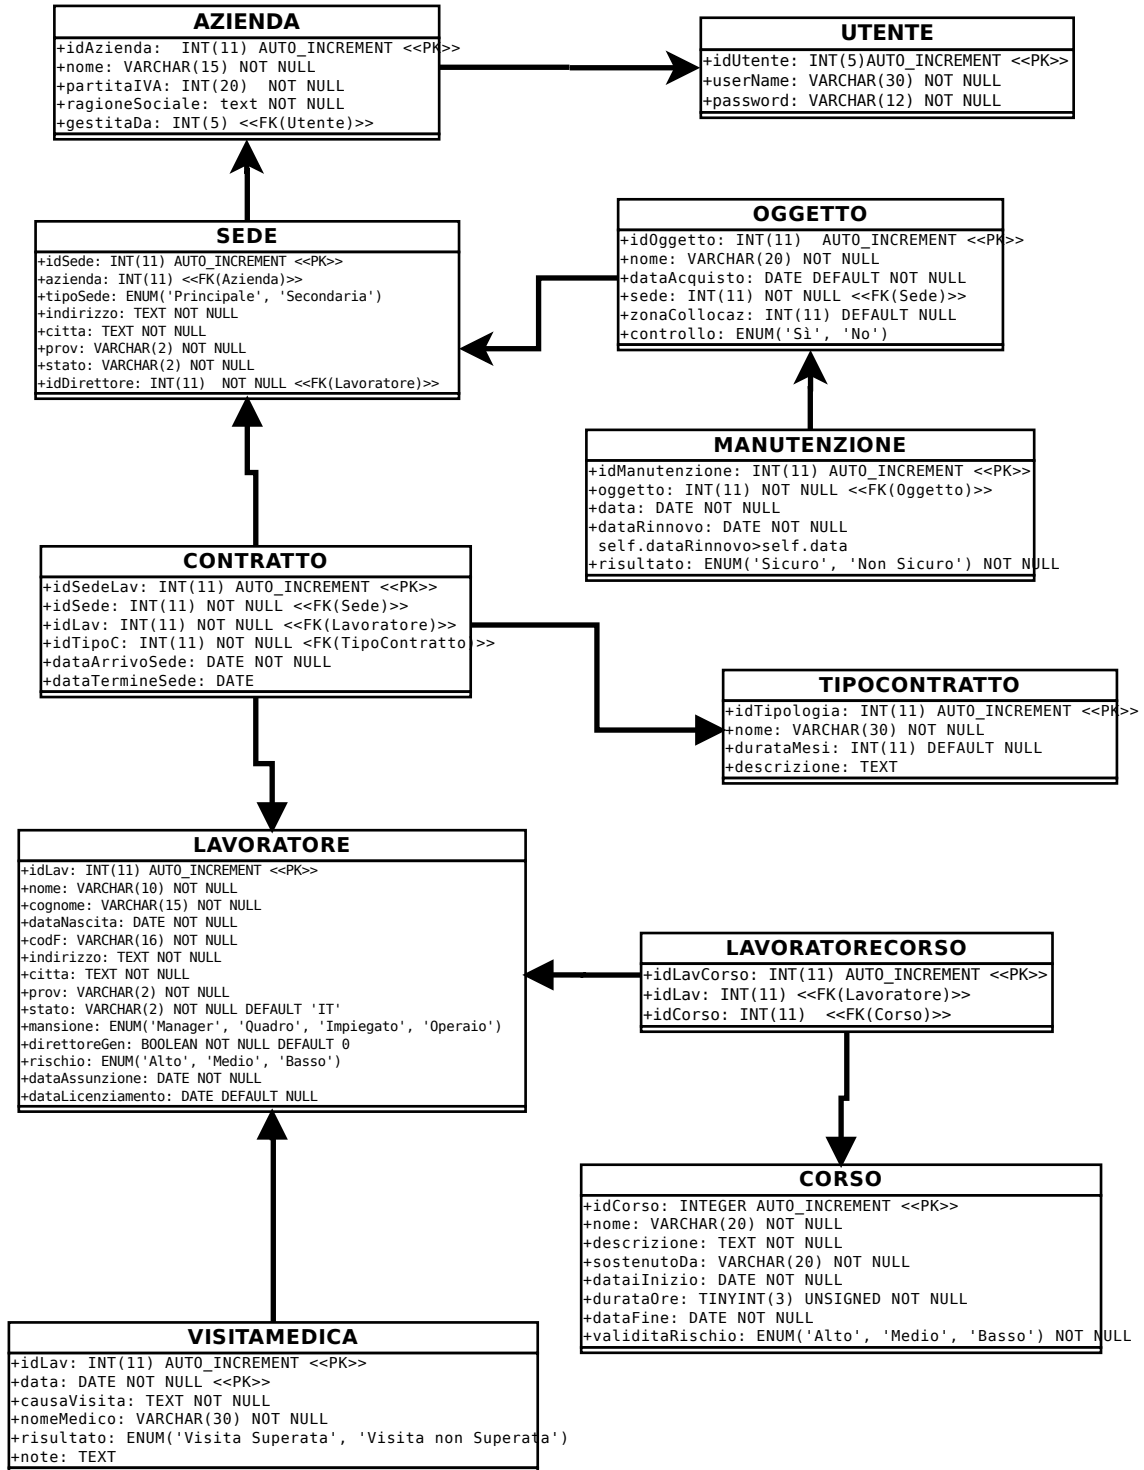 AZIENDA
+idAzienda:  INT(11) AUTO_INCREMENT <<PK>>
+nome: VARCHAR(15) NOT NULL
+partitaIVA: INT(20)  NOT NULL
+ragioneSociale: text NOT NULL
+gestitaDa: INT(5) <<FK(Utente)>>
UTENTE
+idUtente: INT(5)AUTO_INCREMENT <<PK>>
+userName: VARCHAR(30) NOT NULL
+password: VARCHAR(12) NOT NULL
SEDE
+idSede: INT(11) AUTO_INCREMENT <<PK>>
+azienda: INT(11) <<FK(Azienda)>>
+tipoSede: ENUM('Principale', 'Secondaria')
+indirizzo: TEXT NOT NULL
+citta: TEXT NOT NULL
+prov: VARCHAR(2) NOT NULL
+stato: VARCHAR(2) NOT NULL
+idDirettore: INT(11)  NOT NULL <<FK(Lavoratore)>>
OGGETTO
+idOggetto: INT(11)  AUTO_INCREMENT <<PK>>
+nome: VARCHAR(20) NOT NULL
+dataAcquisto: DATE DEFAULT NOT NULL
+sede: INT(11) NOT NULL <<FK(Sede)>>
+zonaCollocaz: INT(11) DEFAULT NULL
+controllo: ENUM('Sì', 'No')
MANUTENZIONE
+idManutenzione: INT(11) AUTO_INCREMENT <<PK>>
+oggetto: INT(11) NOT NULL <<FK(Oggetto)>>
+data: DATE NOT NULL
+dataRinnovo: DATE NOT NULL
self.dataRinnovo>self.data
+risultato: ENUM('Sicuro', 'Non Sicuro') NOT NULL
CONTRATTO
+idSedeLav: INT(11) AUTO_INCREMENT <<PK>>
+idSede: INT(11) NOT NULL <<FK(Sede)>>
+idLav: INT(11) NOT NULL <<FK(Lavoratore)>>
+idTipoC: INT(11) NOT NULL <FK(TipoContratto)>>
+dataArrivoSede: DATE NOT NULL
+dataTermineSede: DATE
TIPOCONTRATTO
+idTipologia: INT(11) AUTO_INCREMENT <<PK>>
+nome: VARCHAR(30) NOT NULL
+durataMesi: INT(11) DEFAULT NULL
+descrizione: TEXT
LAVORATORE
+idLav: INT(11) AUTO_INCREMENT <<PK>>
+nome: VARCHAR(10) NOT NULL
+cognome: VARCHAR(15) NOT NULL
+dataNascita: DATE NOT NULL
+codF: VARCHAR(16) NOT NULL
+indirizzo: TEXT NOT NULL
+citta: TEXT NOT NULL
+prov: VARCHAR(2) NOT NULL
+stato: VARCHAR(2) NOT NULL DEFAULT 'IT'
+mansione: ENUM('Manager', 'Quadro', 'Impiegato', 'Operaio')
+direttoreGen: BOOLEAN NOT NULL DEFAULT 0
+rischio: ENUM('Alto', 'Medio', 'Basso')
+dataAssunzione: DATE NOT NULL
+dataLicenziamento: DATE DEFAULT NULL
LAVORATORECORSO
+idLavCorso: INT(11) AUTO_INCREMENT <<PK>>
+idLav: INT(11) <<FK(Lavoratore)>>
+idCorso: INT(11)  <<FK(Corso)>>
CORSO
+idCorso: INTEGER AUTO_INCREMENT <<PK>>
+nome: VARCHAR(20) NOT NULL
+descrizione: TEXT NOT NULL
+sostenutoDa: VARCHAR(20) NOT NULL
+dataiInizio: DATE NOT NULL
+durataOre: TINYINT(3) UNSIGNED NOT NULL
+dataFine: DATE NOT NULL
+validitaRischio: ENUM('Alto', 'Medio', 'Basso') NOT NULL
VISITAMEDICA
+idLav: INT(11) AUTO_INCREMENT <<PK>>
+data: DATE NOT NULL <<PK>>
+causaVisita: TEXT NOT NULL
+nomeMedico: VARCHAR(30) NOT NULL
+risultato: ENUM('Visita Superata', 'Visita non Superata')
+note: TEXT